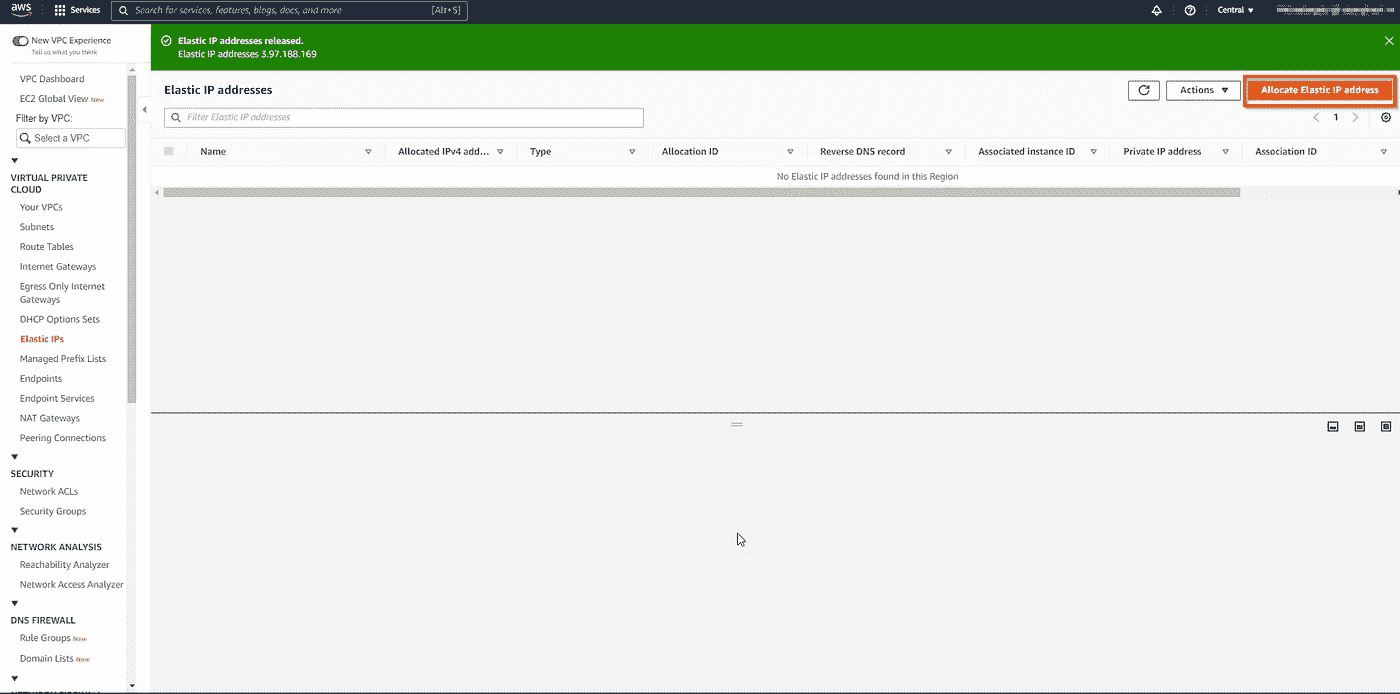 aws
Services
Search for services, features, blogs, docs, and more
[Alt+S]
Central
New VPC Experience
Tell us what you think
VPC Dashboard
EC2 Global View New
Filter by VPC:
Select a VPC
VIRTUAL PRIVATE
CLOUD
Your VPCs
Subnets
Route Tables
Internet Gateways
Egress Only Internet
Gateways
DHCP Options Sets
Elastic IPs
Managed Prefix Lists
Endpoints
Endpoint Services
NAT Gateways
Peering Connections
SECURITY
Network ACLs
Security Groups
NETWORK ANALYSIS
Reachability Analyzer
Network Access Analyzer
DNS FIREWALL
Rule Groups New
Domain Lists New
Elastic IP addresses released.
Elastic IP addresses 3.97.188.169
Elastic IP addresses
Actions
Allocate Elastic IP address
Filter Elastic IP addresses
1
Name
Allocated IPv4 add...
Type
Allocation ID
Reverse DNS record
Associated instance ID
Private IP address
Association ID
No Elastic IP addresses found in this Region